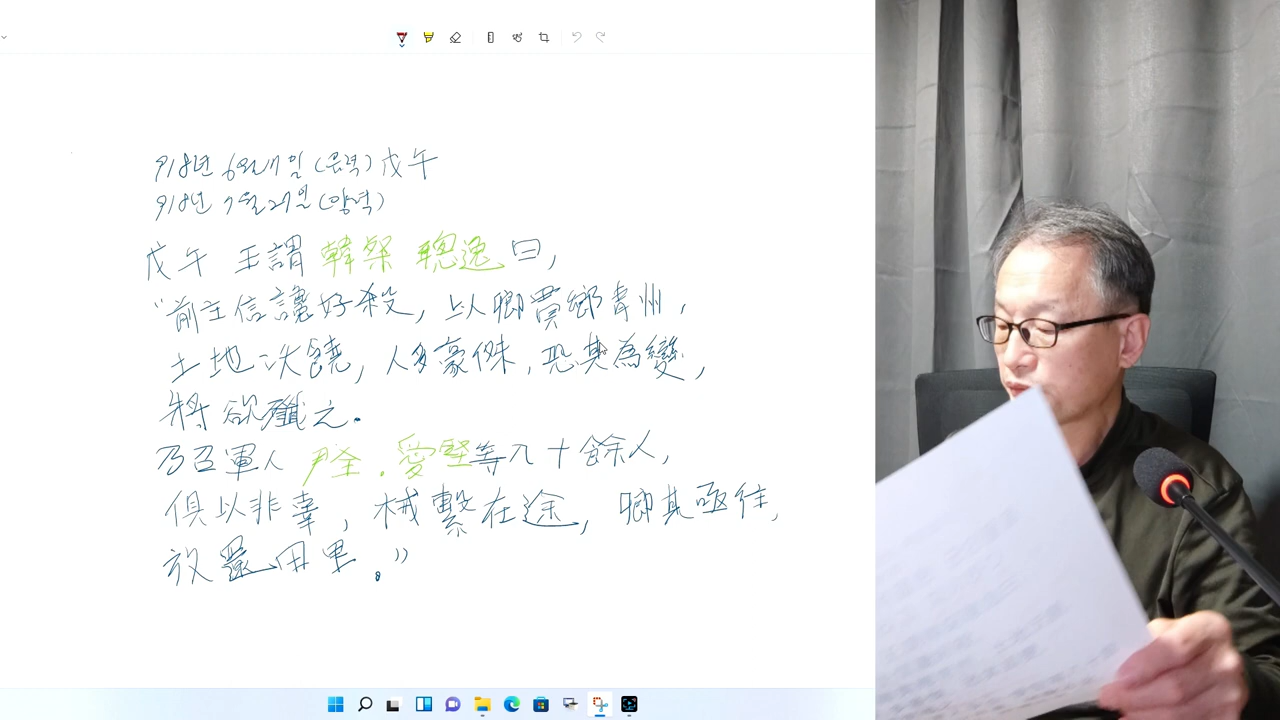 918년 6월 27일 (음력) 戊午
918년 7월 27일 (양력)
戊午 王謂 韓粲 聰逸 曰,
"前主信讒好殺, 以卿貫鄕靑州,
土地沃饒, 人多豪傑, 恐其為變,
將欲殲之.
乃召軍人 尹全, 愛堅等八十餘人,
俱以非辜, 械繫在途, 卿其亟往,
放還田里."